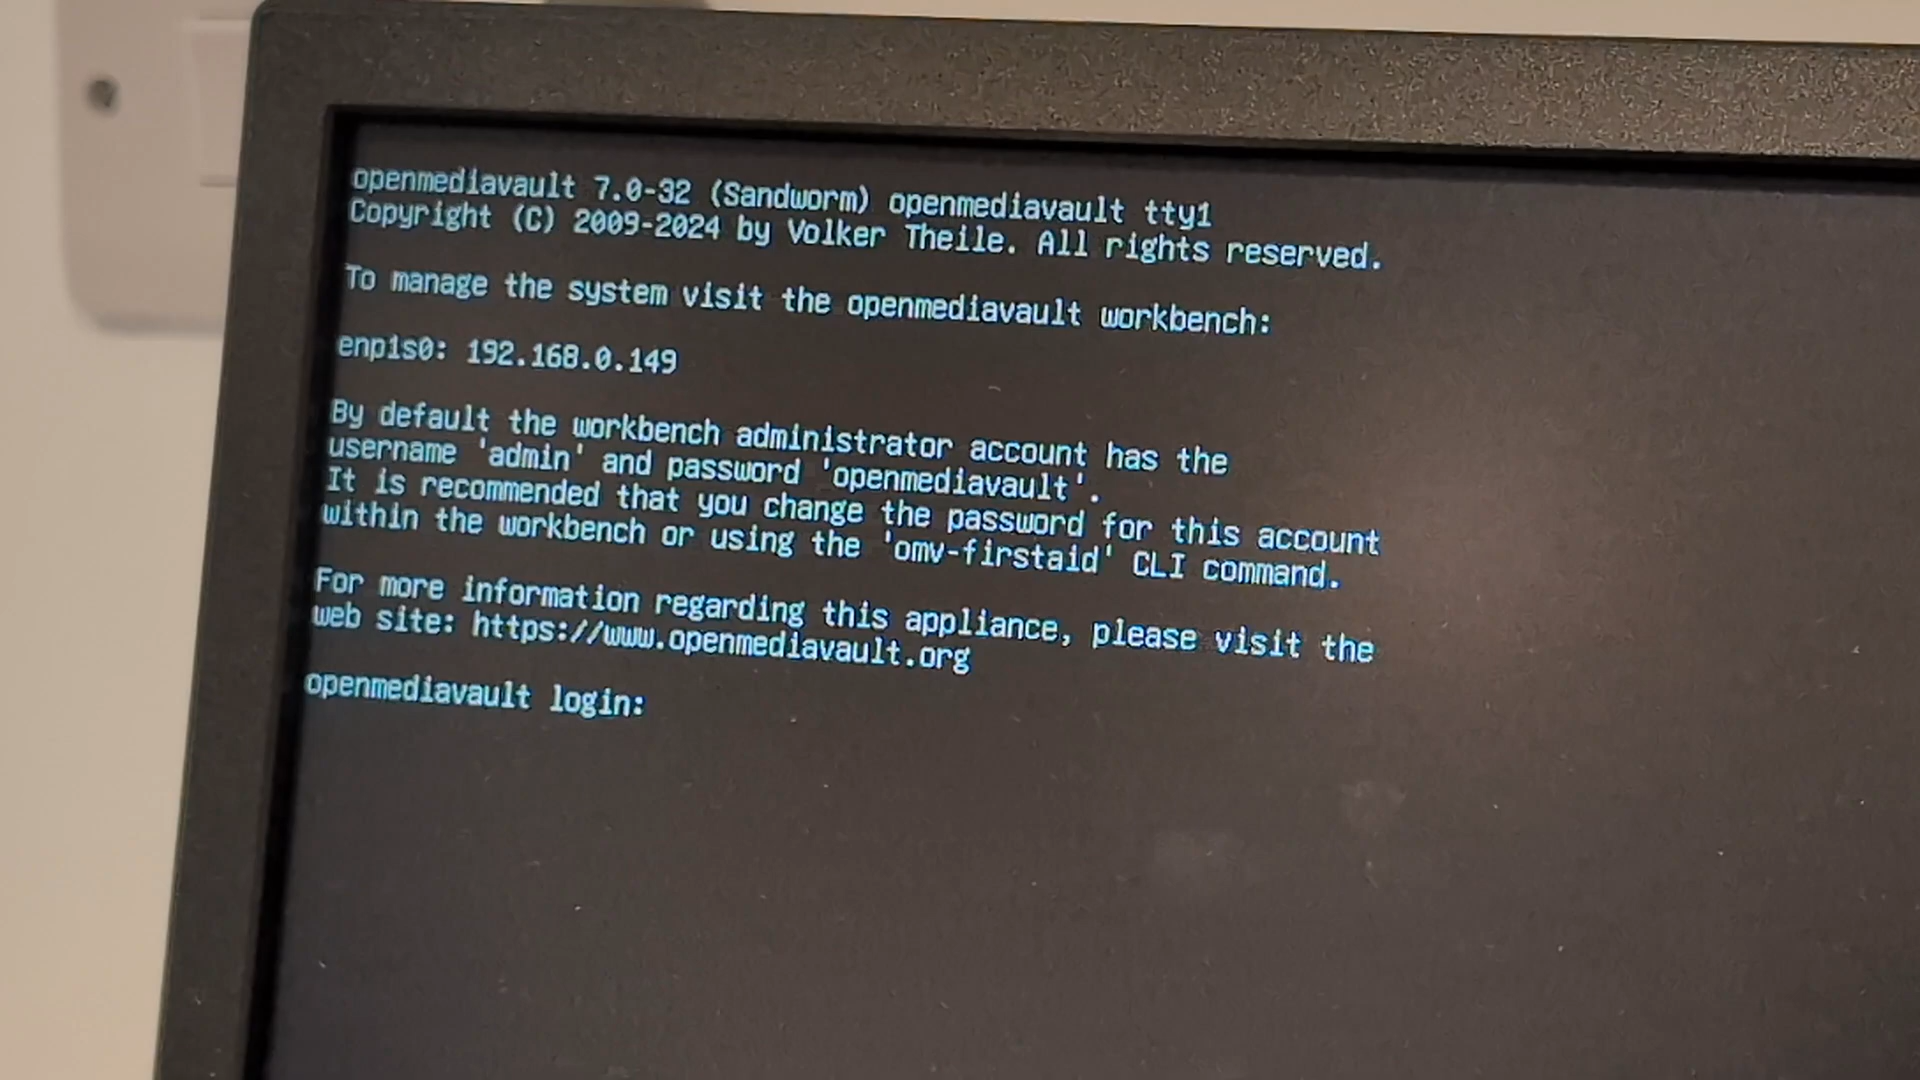 openmediavault 7.0-32 (Sandworm) openmediavault tty1
Copyright (C) 2009-2024 by Volker Theile. All rights reserved.
To manage the system visit the openmediavault workbench:
enp1s0: 192.168.0.149
By default the workbench administrator account has the
username 'admin' and password 'openmediavault'.
It is recommended that you change the password for this account
within the workbench or using the 'omv-firstaid' CLI command.
For more information regarding this appliance, please visit the
web site: https://www.openmediavault.org
openmediavault login: